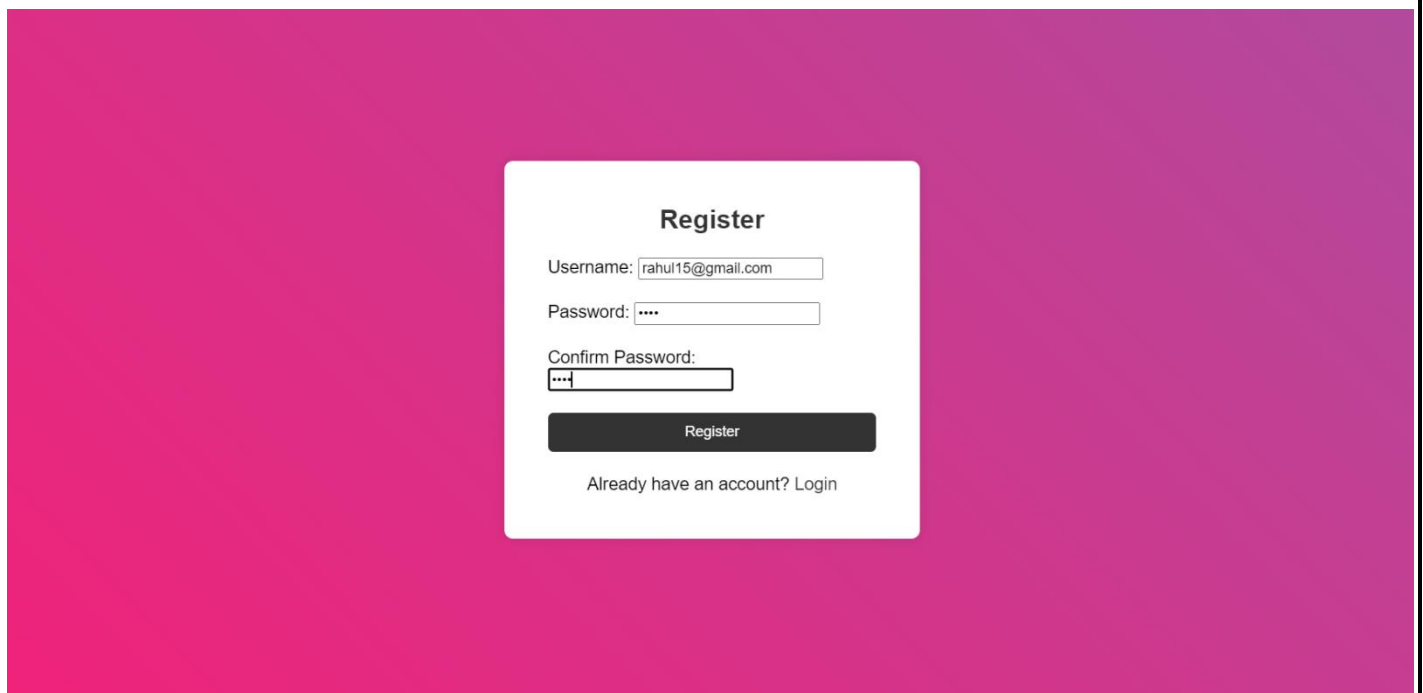 Register
Username: rahul15@gmail.com
Password: ••••
Confirm Password:
••••
Register
Already have an account? Login